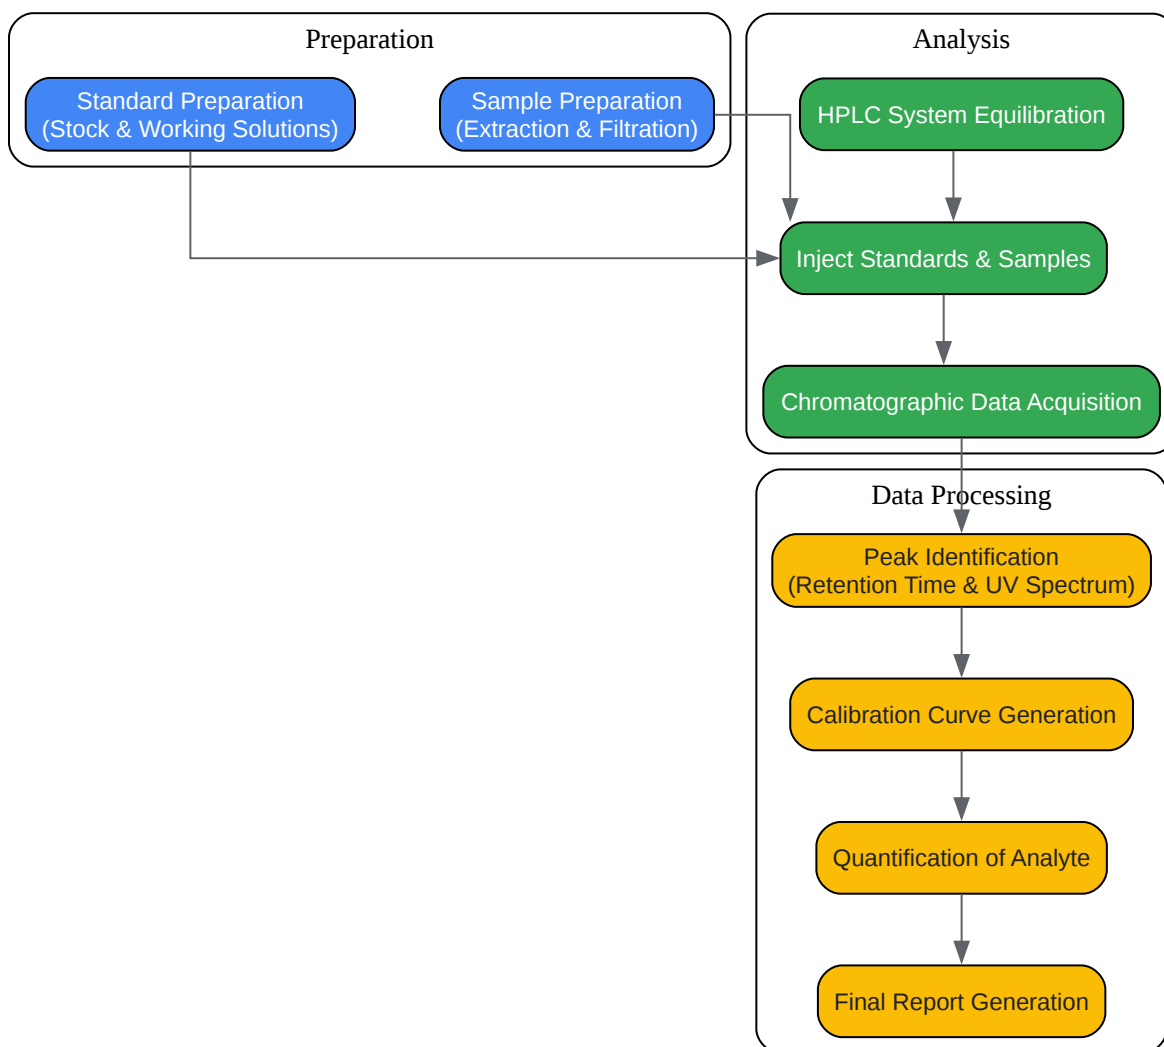 Preparation
Standard Preparation
(Stock & Working Solutions)
Sample Preparation
(Extraction & Filtration)
Analysis
HPLC System Equilibration
Inject Standards & Samples
Chromatographic Data Acquisition
Data Processing
Peak Identification
(Retention Time & UV Spectrum)
Calibration Curve Generation
Quantification of Analyte
Final Report Generation